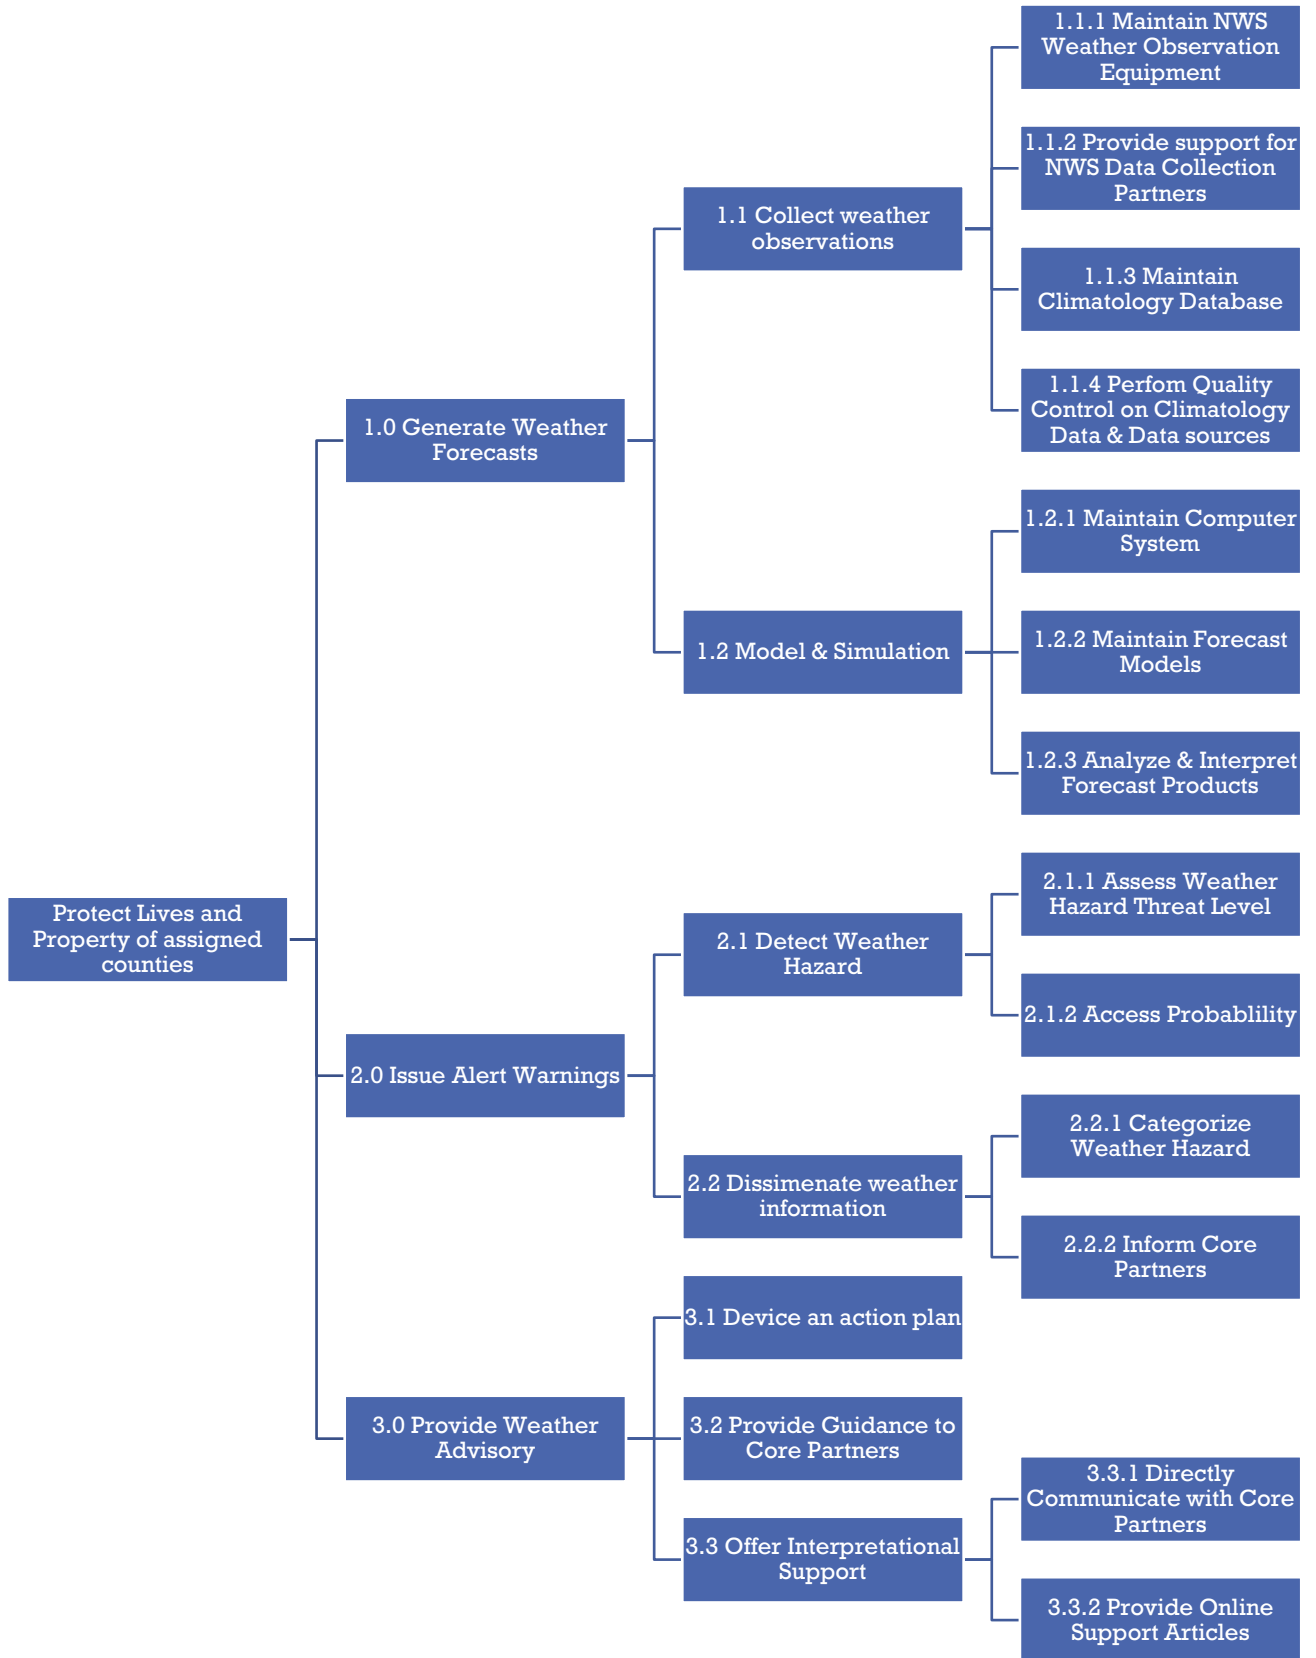 Protect Lives and
Property of assigned
counties
1.0 Generate Weather
Forecasts
1.1 Collect weather
observations
1.1.1 Maintain NWS
Weather Observation
Equipment
1.1.2 Provide support for
NWS Data Collection
Partners
1.1.3 Maintain
Climatology Database
1.1.4 Perfom Quality
Control on Climatology
Data & Data sources
1.2 Model & Simulation
1.2.1 Maintain Computer
System
1.2.2 Maintain Forecast
Models
1.2.3 Analyze & Interpret
Forecast Products
2.0 Issue Alert Warnings
2.1 Detect Weather
Hazard
2.1.1 Assess Weather
Hazard Threat Level
2.1.2 Access Probablility
2.2 Dissimenate weather
information
2.2.1 Categorize
Weather Hazard
2.2.2 Inform Core
Partners
3.0 Provide Weather
Advisory
3.1 Device an action plan
3.2 Provide Guidance to
Core Partners
3.3 Offer Interpretational
Support
3.3.1 Directly
Communicate with Core
Partners
3.3.2 Provide Online
Support Articles